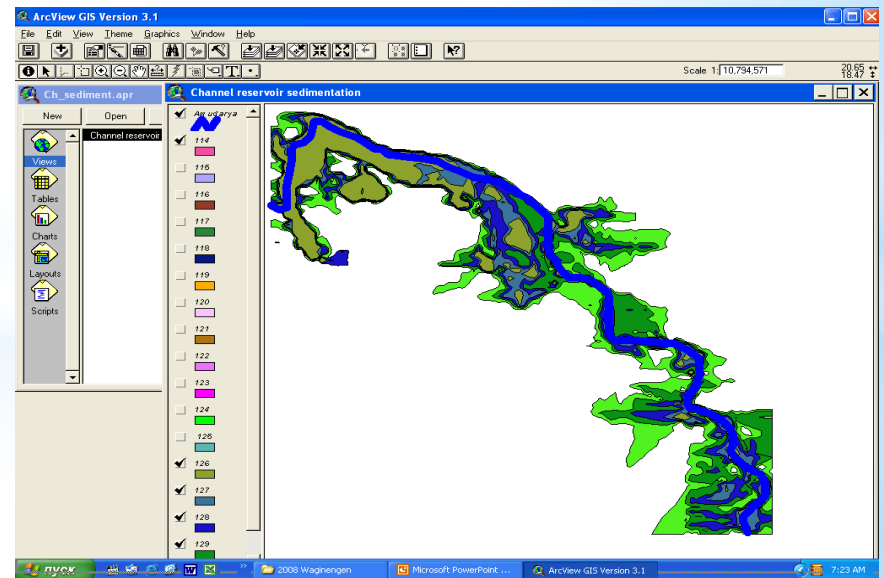 ArcView GIS Version 3.1
File Edit View Theme Graphics Window Help
Scale 1: 10,794,571
20.65
18.47
Ch_sediment.apr
New Open
Channel reservoir
Views
Tables
Charts
Layouts
Scripts
Channel reservoir sedimentation
Amudarya
114
115
116
117
118
119
120
121
122
123
124
125
126
127
128
129
пуск
2008 Waginengen
Microsoft PowerPoint ...
ArcView GIS Version 3.1
7:23 AM